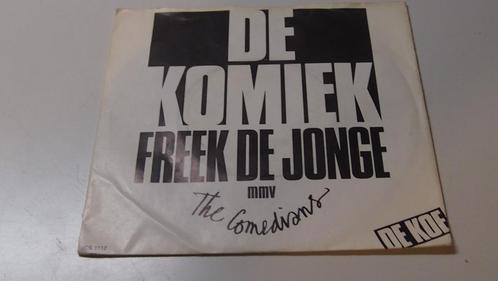 DE
KOMIEK
FREEK DE JONGE
mmv
The Comedians
DE KOE